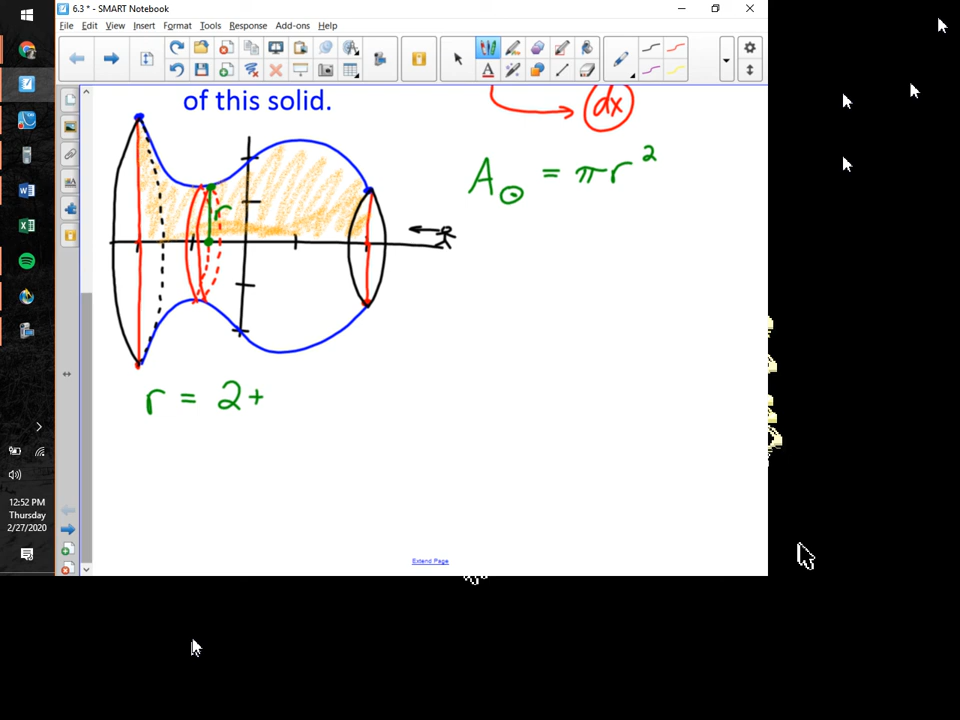 6.3 * - SMART Notebook
File Edit View Insert Format Tools Window Add-ons Help
of this solid.
dx
A⊙ = πr²
r
r = 2+
12:52 PM
Thursday
2/27/2020
Extend Page